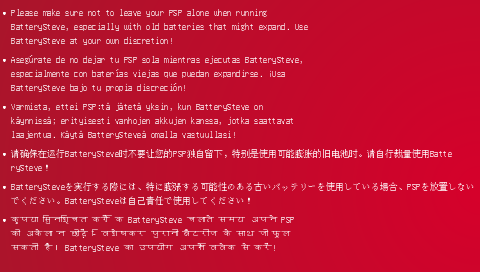 • Please make sure not to leave your PSP alone when running
BatterySteve, especially with old batteries that might expand. Use
BatterySteve at your own discretion!
• Asegúrate de no dejar tu PSP sola mientras ejecutas BatterySteve,
especialmente con baterías viejas que puedan expandirse. ¡Usa
BatterySteve bajo tu propia discreción!
• Varmista, ettei PSP:tä jätetä yksin, kun BatterySteve on
käynnissä; erityisesti vanhojen akkujen kanssa, jotka saattavat
laajentua. Käytä BatterySteveä omalla vastuullasi!
• 请确保在运行BatterySteve时不要让您的PSP独自留下，特别是使用可能膨胀的旧电池时。请自行裁量使用Batte
rySteve！
• BatterySteveを実行する際には、特に膨張する可能性のある古いバッテリーを使用している場合、PSPを放置しない
でください。BatterySteveは自己責任で使用してください！
• कृपया सुनिश्चित करें कि BatterySteve चलाते समय अपने PSP
को अकेला न छोड़ें, विशेषकर पुरानी बैटरीज़ के साथ जो फूल
सकती हैं। BatterySteve का उपयोग अपने विवेक से करें!